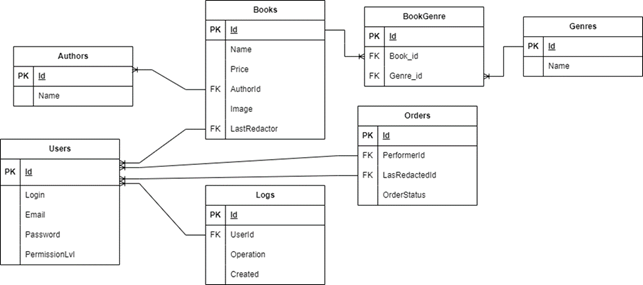 Books
PK Id
Name
Price
FK AuthorId
Image
FK LastRedactor
BookGenre
PK Id
FK Book_id
FK Genre_id
Genres
PK Id
Name
Authors
PK Id
Name
Orders
PK Id
FK PerformerId
FK LasRedactedId
OrderStatus
Users
PK Id
Login
Email
Password
PermissionLvl
Logs
PK Id
FK UserId
Operation
Created